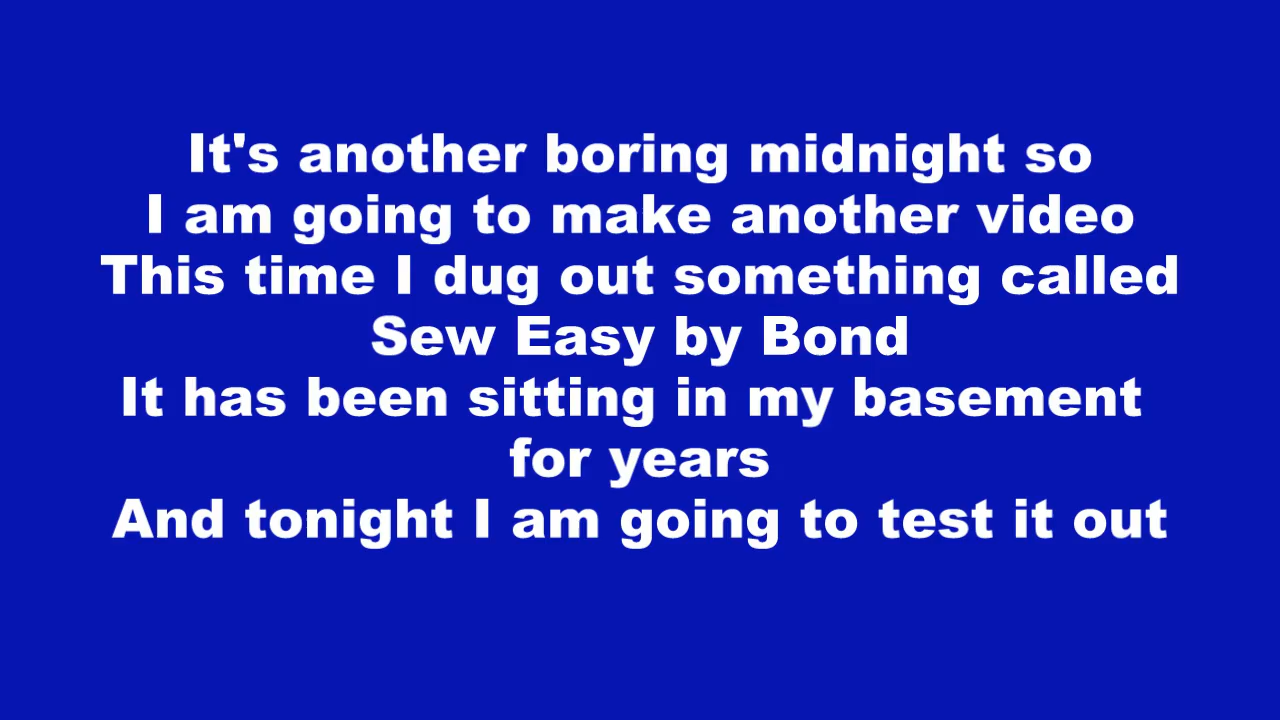 It's another boring midnight so
I am going to make another video
This time I dug out something called
Sew Easy by Bond
It has been sitting in my basement
for years
And tonight I am going to test it out